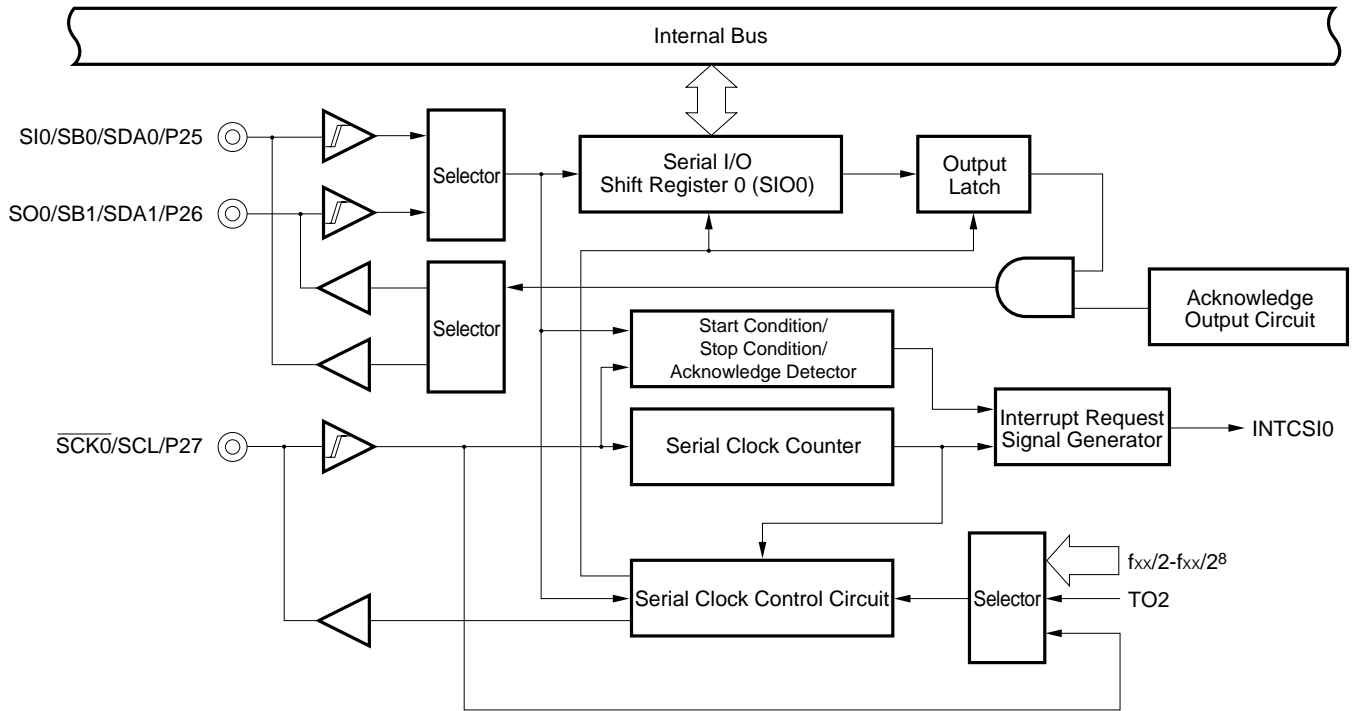 Internal Bus
SI0/SB0/SDA0/P25
Selector
Serial I/O
Shift Register 0 (SIO0)
Output
Latch
SO0/SB1/SDA1/P26
Selector
Acknowledge
Output Circuit
Start Condition/
Stop Condition/
Acknowledge Detector
SCK0/SCL/P27
Serial Clock Counter
Interrupt Request
Signal Generator
INTCSI0
Serial Clock Control Circuit
Selector
fxx/2-fxx/2⁸
TO2